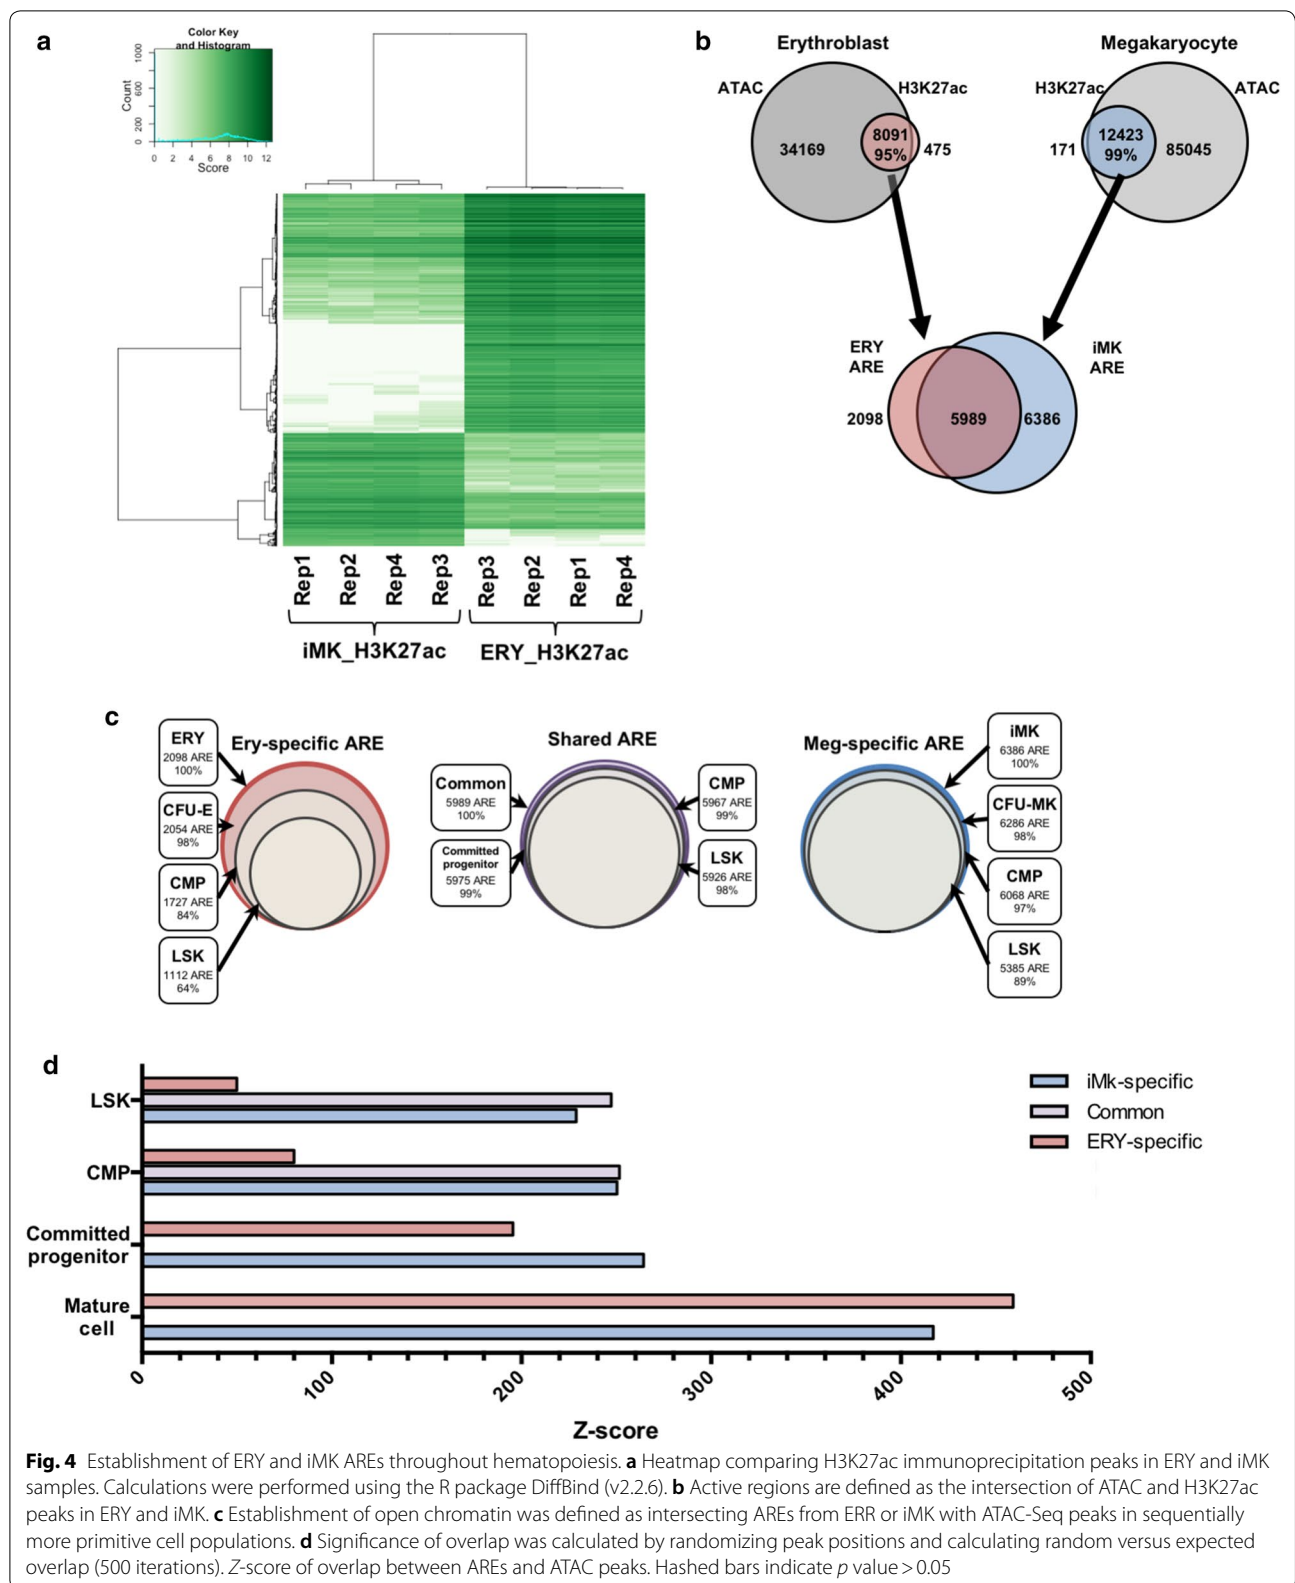 a
Color Key
and Histogram
Count
0 200 600 1000
0 2 4 6 8 10 12
Score
Rep1 Rep2 Rep4 Rep3 Rep3 Rep2 Rep1 Rep4
iMK_H3K27ac ERY_H3K27ac
b
Erythroblast Megakaryocyte
ATAC H3K27ac H3K27ac ATAC
34169 8091 95% 475 171 12423 99% 85045
ERY ARE
iMK ARE
2098 5989 6386
c
Ery-specific ARE
ERY
2098 ARE
100%
CFU-E
2054 ARE
98%
CMP
1727 ARE
84%
LSK
1112 ARE
64%
Shared ARE
Common
5989 ARE
100%
Committed
progenitor
5975 ARE
99%
CMP
5967 ARE
99%
LSK
5926 ARE
98%
Meg-specific ARE
iMK
6386 ARE
100%
CFU-MK
6286 ARE
98%
CMP
6068 ARE
97%
LSK
5385 ARE
89%
d
LSK
CMP
Committed
progenitor
Mature
cell
0 100 200 300 400 500
Z-score
iMk-specific
Common
ERY-specific
Fig. 4 Establishment of ERY and iMK AREs throughout hematopoiesis. a Heatmap comparing H3K27ac immunoprecipitation peaks in ERY and iMK
samples. Calculations were performed using the R package DiffBind (v2.2.6). b Active regions are defined as the intersection of ATAC and H3K27ac
peaks in ERY and iMK. c Establishment of open chromatin was defined as intersecting AREs from ERR or iMK with ATAC-Seq peaks in sequentially
more primitive cell populations. d Significance of overlap was calculated by randomizing peak positions and calculating random versus expected
overlap (500 iterations). Z-score of overlap between AREs and ATAC peaks. Hashed bars indicate p value > 0.05